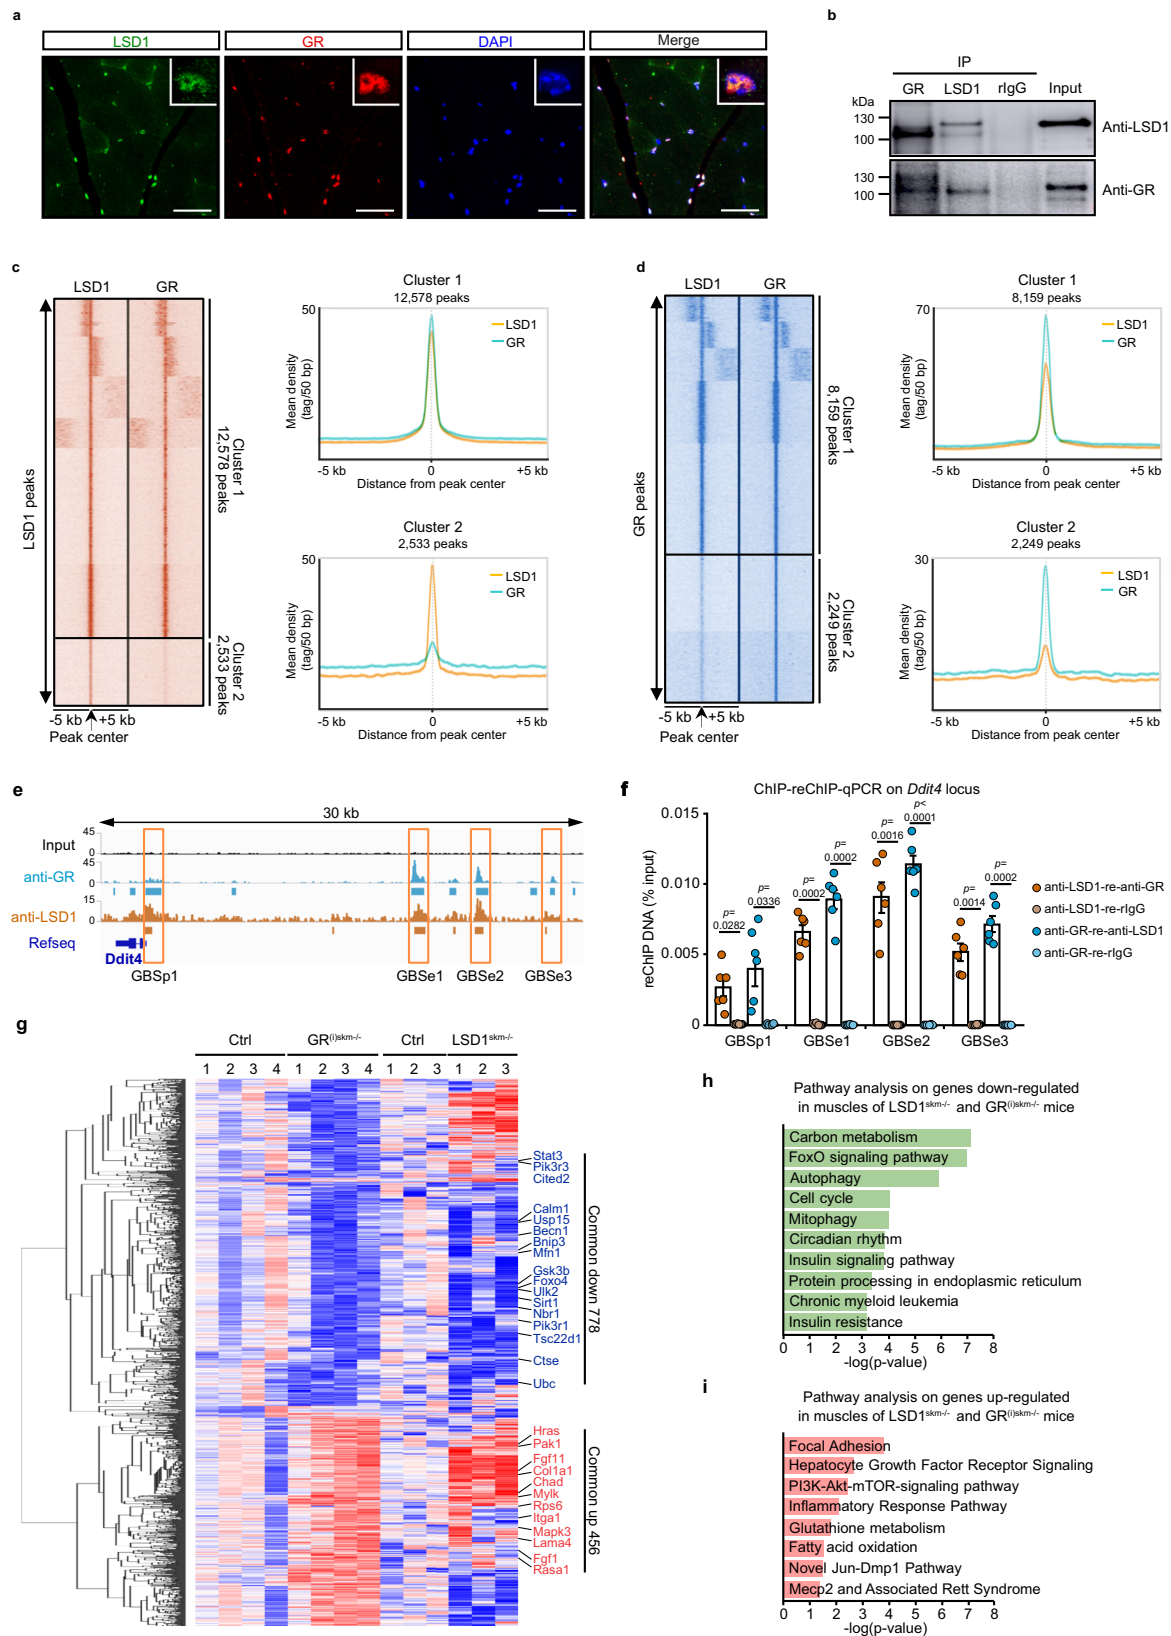 a
LSD1 GR DAPI Merge
b
IP
GR LSD1 rIgG Input
kDa
130
100
Anti-LSD1
130
100
Anti-GR
c
LSD1 GR
LSD1 peaks
Cluster 1
12,578 peaks
Cluster 2
2,533 peaks
-5 kb +5 kb
Peak center
Cluster 1
12,578 peaks
50
LSD1
GR
Mean density
(tag/50 bp)
-5 kb 0 +5 kb
Distance from peak center
Cluster 2
2,533 peaks
50
LSD1
GR
Mean density
(tag/50 bp)
-5 kb 0 +5 kb
Distance from peak center
d
LSD1 GR
GR peaks
Cluster 1
8,159 peaks
Cluster 2
2,249 peaks
-5 kb +5 kb
Peak center
Cluster 1
8,159 peaks
70
LSD1
GR
Mean density
(tag/50 bp)
-5 kb 0 +5 kb
Distance from peak center
Cluster 2
2,249 peaks
30
LSD1
GR
Mean density
(tag/50 bp)
-5 kb 0 +5 kb
Distance from peak center
e
30 kb
45
Input
0
45
anti-GR
0
15
anti-LSD1
0
Refseq
Ddit4
GBSp1 GBSe1 GBSe2 GBSe3
f
ChIP-reChIP-qPCR on Ddit4 locus
reChIP DNA (% input)
0.015
0.010
0.005
0
p=
0.0282
p=
0.0336
p=
0.0002
p=
0.0002
p=
0.0016
p<
0.0001
p=
0.0014
p=
0.0002
GBSp1 GBSe1 GBSe2 GBSe3
anti-LSD1-re-anti-GR
anti-LSD1-re-rIgG
anti-GR-re-anti-LSD1
anti-GR-re-rIgG
g
Ctrl GR(i)skm-/- Ctrl LSD1skm-/-
1 2 3 4 1 2 3 4 1 2 3 1 2 3
Stat3
Pik3r3
Cited2
Calm1
Usp15
Becn1
Bnip3
Mfn1
Gsk3b
Foxo4
Ulk2
Sirt1
Nbr1
Pik3r1
Tsc22d1
Ctse
Ubc
Common down 778
Hras
Pak1
Fgf11
Col1a1
Chad
Mylk
Rps6
Itga1
Mapk3
Lama4
Fgf1
Rasa1
Common up 456
h
Pathway analysis on genes down-regulated
in muscles of LSD1skm-/- and GR(i)skm-/- mice
Carbon metabolism
FoxO signaling pathway
Autophagy
Cell cycle
Mitophagy
Circadian rhythm
Insulin signaling pathway
Protein processing in endoplasmic reticulum
Chronic myeloid leukemia
Insulin resistance
0 1 2 3 4 5 6 7 8
-log(p-value)
i
Pathway analysis on genes up-regulated
in muscles of LSD1skm-/- and GR(i)skm-/- mice
Focal Adhesion
Hepatocyte Growth Factor Receptor Signaling
PI3K-Akt-mTOR-signaling pathway
Inflammatory Response Pathway
Glutathione metabolism
Fatty acid oxidation
Novel Jun-Dmp1 Pathway
Mecp2 and Associated Rett Syndrome
0 1 2 3 4 5 6 7 8
-log(p-value)